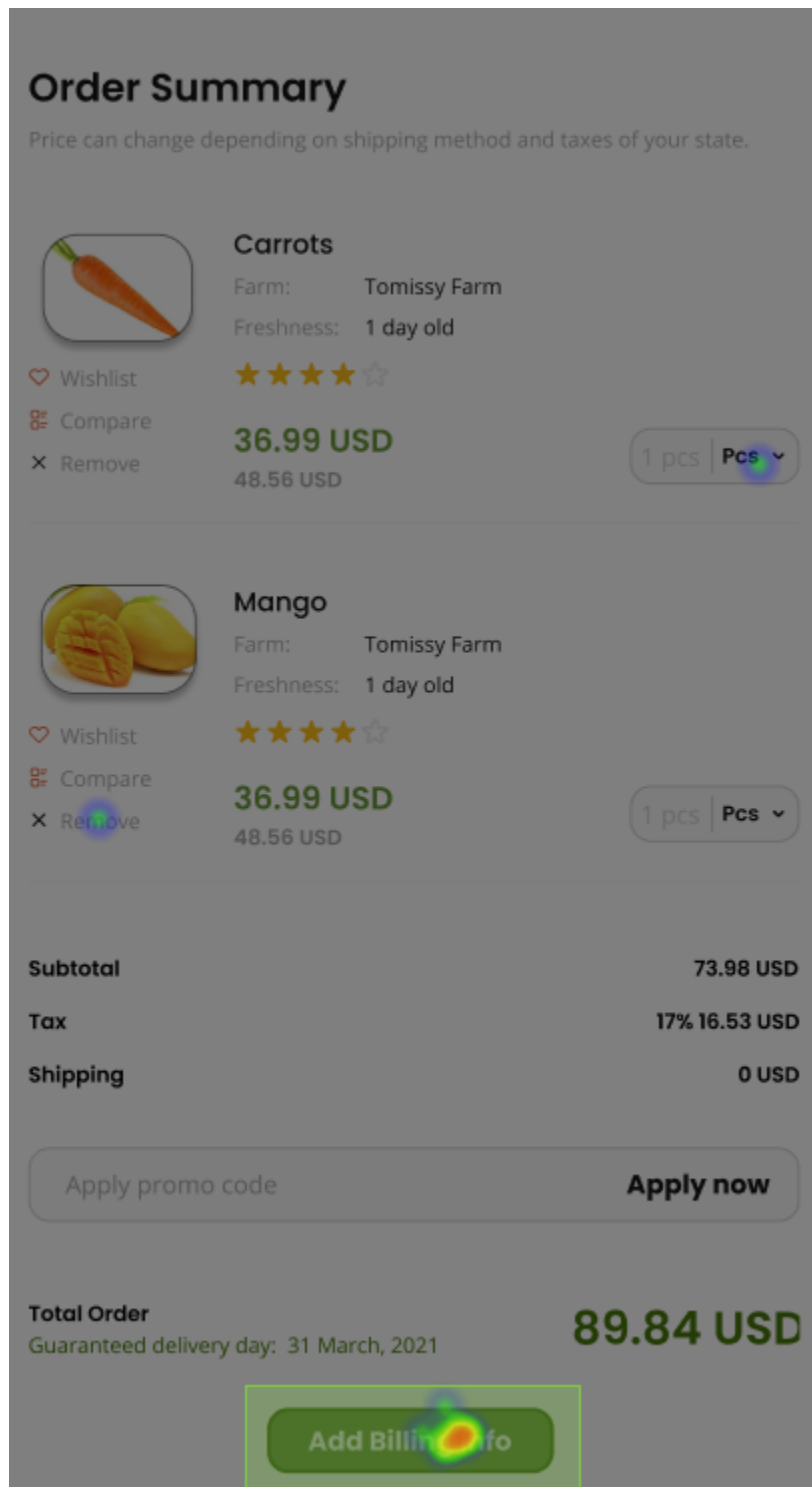 Order Summary
Price can change depending on shipping method and taxes of your state.
Carrots
Farm: Tomissy Farm
Freshness: 1 day old
Wishlist
Compare
36.99 USD
1 pcs Pcs
Remove
48.56 USD
Mango
Farm: Tomissy Farm
Freshness: 1 day old
Wishlist
Compare
36.99 USD
1 pcs Pcs
Remove
48.56 USD
Subtotal 73.98 USD
Tax 17% 16.53 USD
Shipping 0 USD
Apply promo code Apply now
Total Order
89.84 USD
Guaranteed delivery day: 31 March, 2021
Add Billing Info